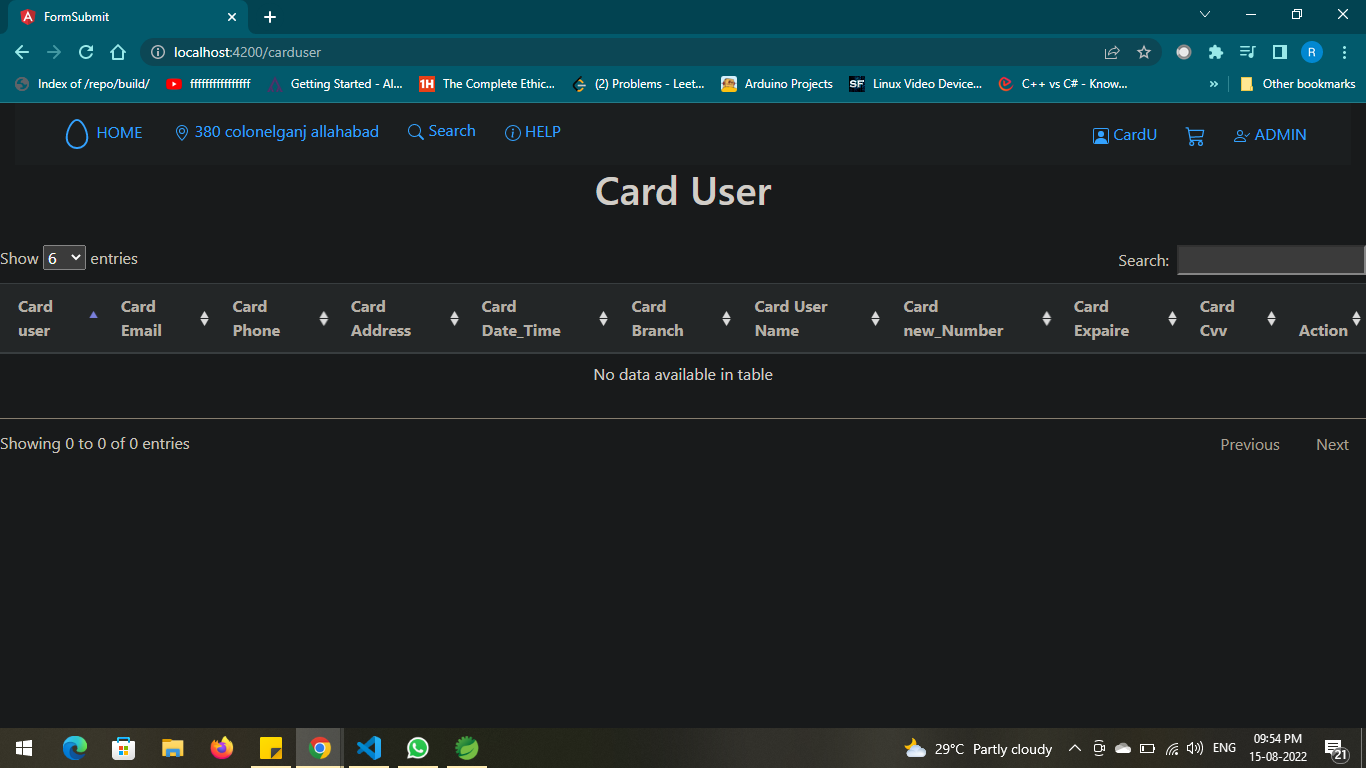 FormSubmit
localhost:4200/carduser
R
Index of /repo/build/
ffffffffffffffff
Getting Started - Al...
1H
The Complete Ethic...
(2) Problems - Leet...
Arduino Projects
SF
Linux Video Device...
C++ vs C# - Know...
»
Other bookmarks
HOME
380 colonelganj allahabad
Search
HELP
CardU
ADMIN
Card User
Show 6 entries
Search:
Card user
Card Email
Card Phone
Card Address
Card Date_Time
Card Branch
Card User Name
Card new_Number
Card Expaire
Card Cvv
Action
No data available in table
Showing 0 to 0 of 0 entries
Previous
Next
29°C Partly cloudy
ENG
09:54 PM
15-08-2022
21